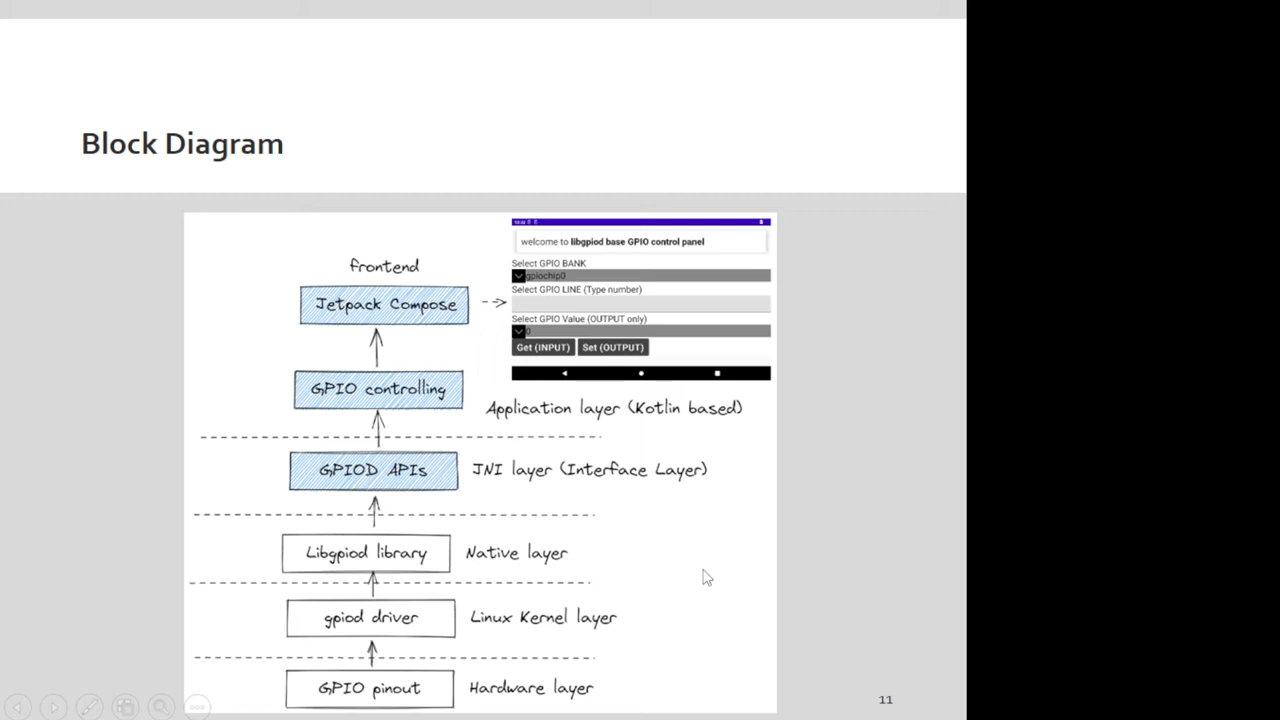 Block Diagram
frontend
Jetpack Compose
welcome to libgpiod base GPIO control panel
Select GPIO BANK
gpiochip0
Select GPIO LINE (Type number)
Select GPIO Value (OUTPUT only)
0
Get (INPUT) Set (OUTPUT)
GPIO controlling
Application layer (Kotlin based)
GPIOD APIs
JNI layer (Interface Layer)
Libgpiod library
Native layer
gpiod driver
Linux Kernel layer
GPIO pinout
Hardware layer
11